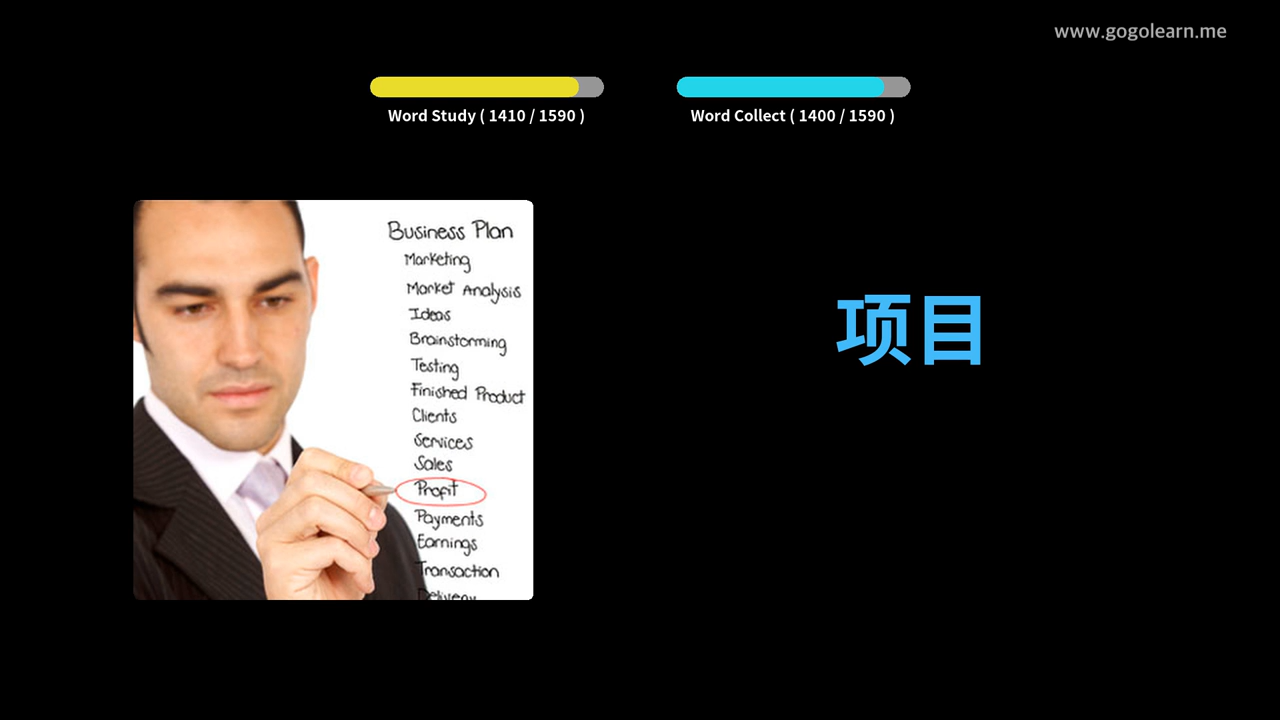 www.gogolearn.me
Word Study ( 1410 / 1590 )
Word Collect ( 1400 / 1590 )
Business Plan
Marketing
Market Analysis
Ideas
Brainstorming
Testing
Finished Product
Clients
Services
Sales
Profit
Payments
Earnings
Transaction
Delivery
项目